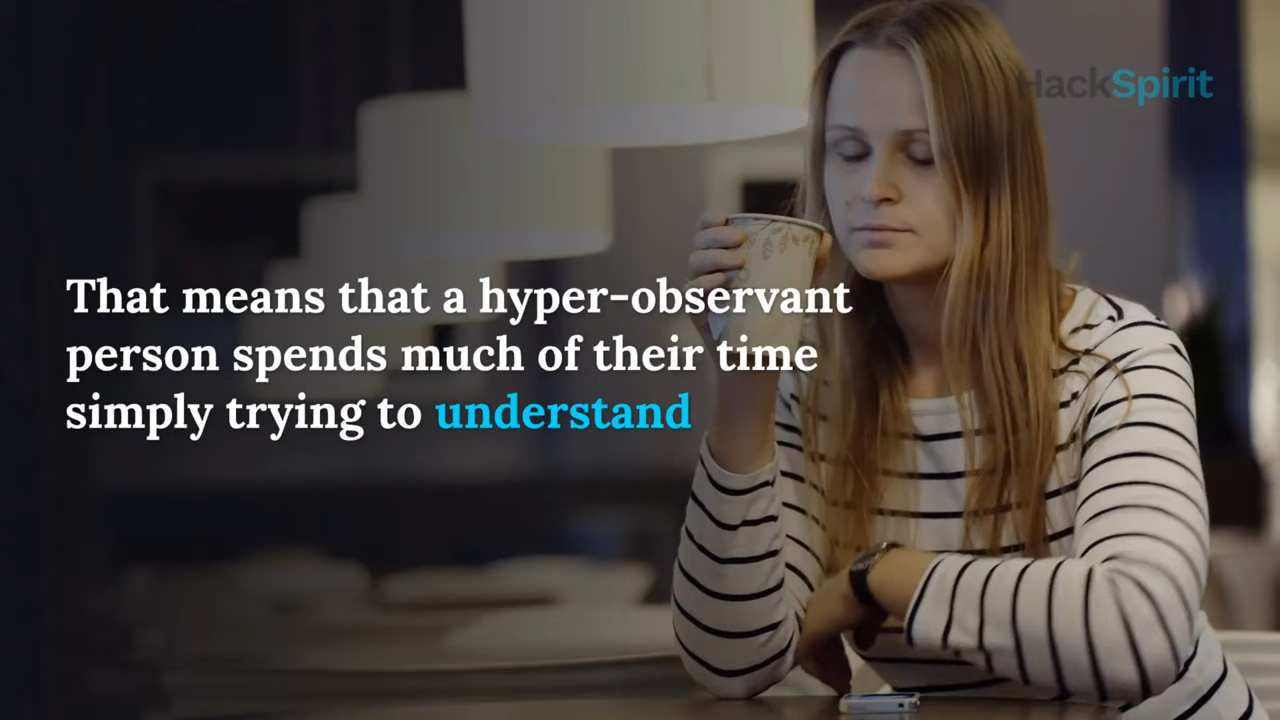 HackSpirit
That means that a hyper-observant
person spends much of their time
simply trying to understand